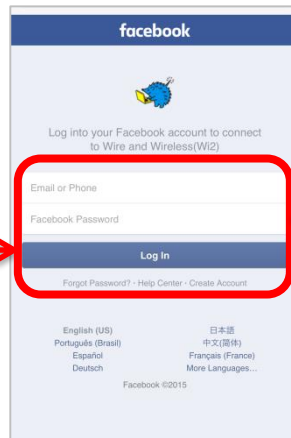 facebook
Log into your Facebook account to connect
to Wire and Wireless(Wi2)
Email or Phone
Facebook Password
Log In
Forgot Password? · Help Center · Create Account
English (US) 日本語
Português (Brasil) 中文(简体)
Español Français (France)
Deutsch More Languages...
Facebook ©2015